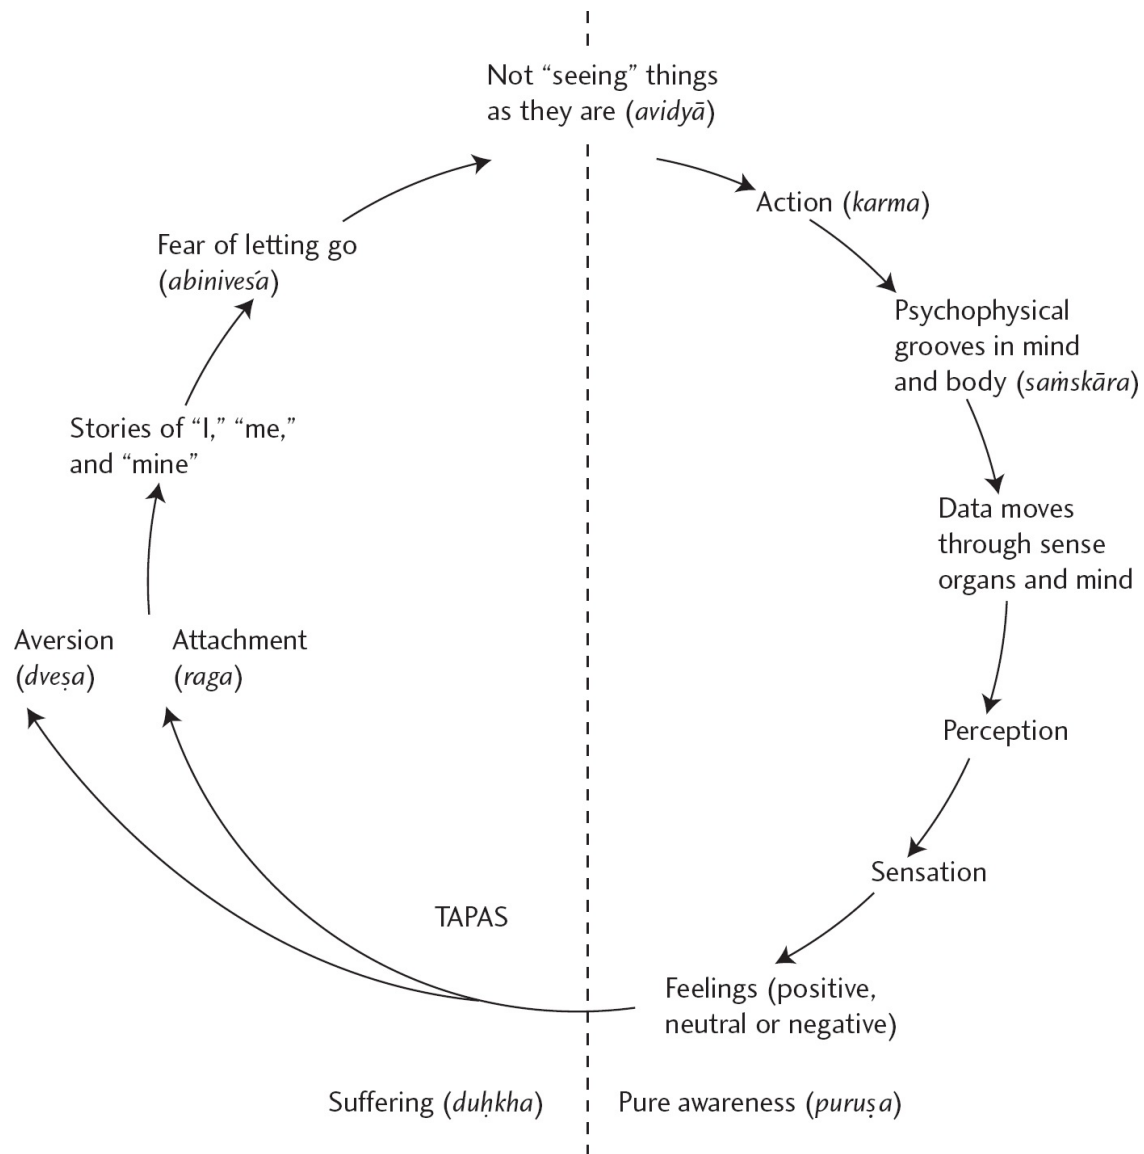 Not “seeing” things
as they are (avidyā)
Action (karma)
Fear of letting go
(abiniveśa)
Psychophysical
grooves in mind
and body (saṁskāra)
Stories of “I,” “me,”
and “mine”
Data moves
through sense
organs and mind
Aversion
(dveṣa)
Attachment
(raga)
Perception
Sensation
TAPAS
Feelings (positive,
neutral or negative)
Suffering (duḥkha)
Pure awareness (puruṣa)